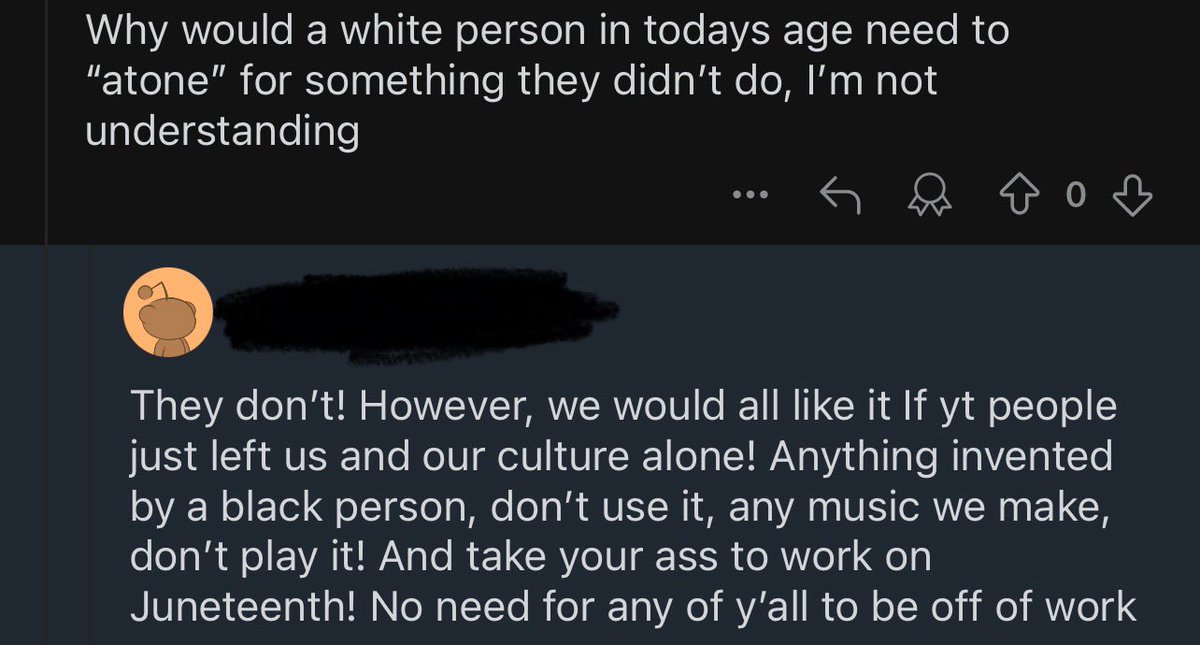 Why would a white person in todays age need to
“atone” for something they didn’t do, I’m not
understanding
0
They don’t! However, we would all like it If yt people
just left us and our culture alone! Anything invented
by a black person, don’t use it, any music we make,
don’t play it! And take your ass to work on
Juneteenth! No need for any of y’all to be off of work